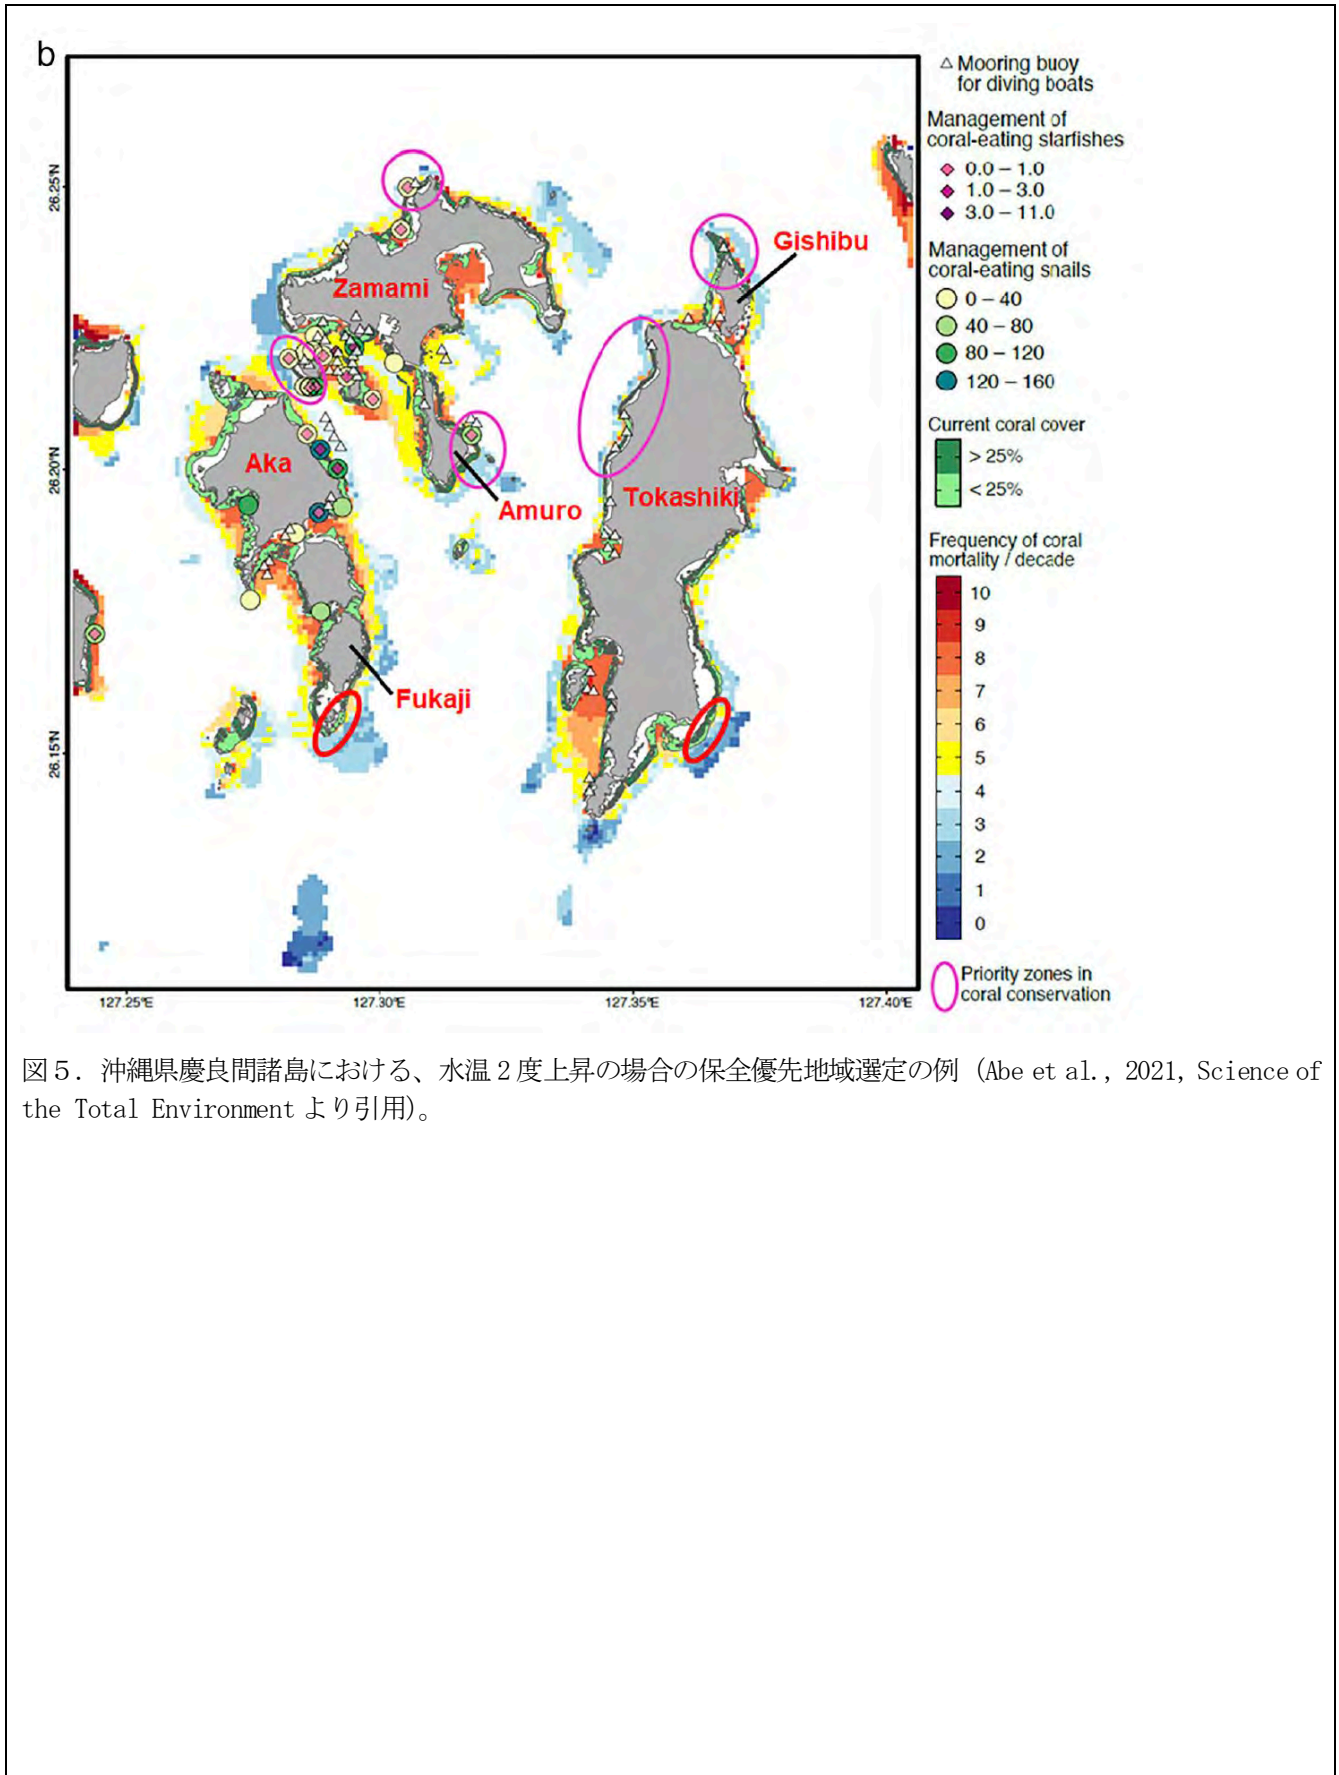 b
Mooring buoy
for diving boats
Management of
coral-eating starfishes
0.0 – 1.0
1.0 – 3.0
3.0 – 11.0
Management of
coral-eating snails
0 – 40
40 – 80
80 – 120
120 – 160
Current coral cover
> 25%
< 25%
Frequency of coral
mortality / decade
10
9
8
7
6
5
4
3
2
1
0
Priority zones in
coral conservation
26.25°N
26.20°N
26.15°N
Gishibu
Zamami
Aka
Tokashiki
Amuro
Fukaji
127.25°E
127.30°E
127.35°E
127.40°E
図５．沖縄県慶良間諸島における、水温２度上昇の場合の保全優先地域選定の例 (Abe et al., 2021, Science of
the Total Environment より引用)。